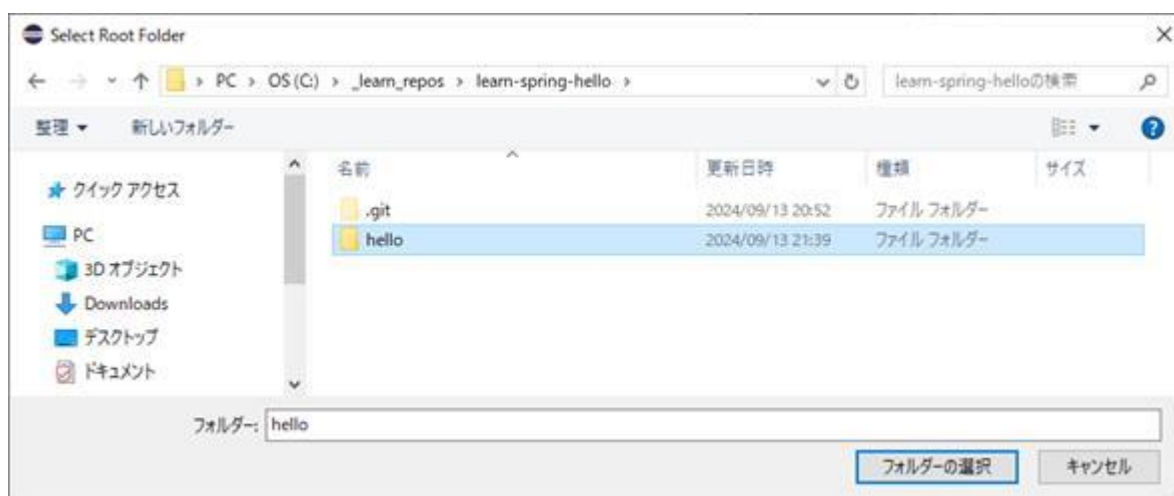 Select Root Folder
PC > OS (C:) > _learn_repos > learn-spring-hello >
learn-spring-helloの検索
整理
新しいフォルダー
名前 更新日時 種類 サイズ
クイック アクセス
.git 2024/09/13 20:52 ファイル フォルダー
PC
hello 2024/09/13 21:39 ファイル フォルダー
3D オブジェクト
Downloads
デスクトップ
ドキュメント
フォルダー: hello
フォルダーの選択 キャンセル